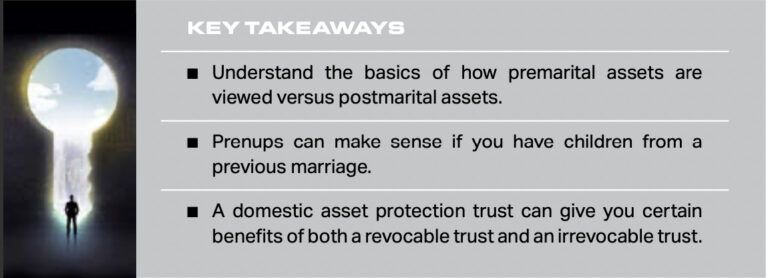 KEY TAKEAWAYS
■ Understand the basics of how premarital assets are
viewed versus postmarital assets.
■ Prenups can make sense if you have children from a
previous marriage.
■ A domestic asset protection trust can give you certain
benefits of both a revocable trust and an irrevocable trust.